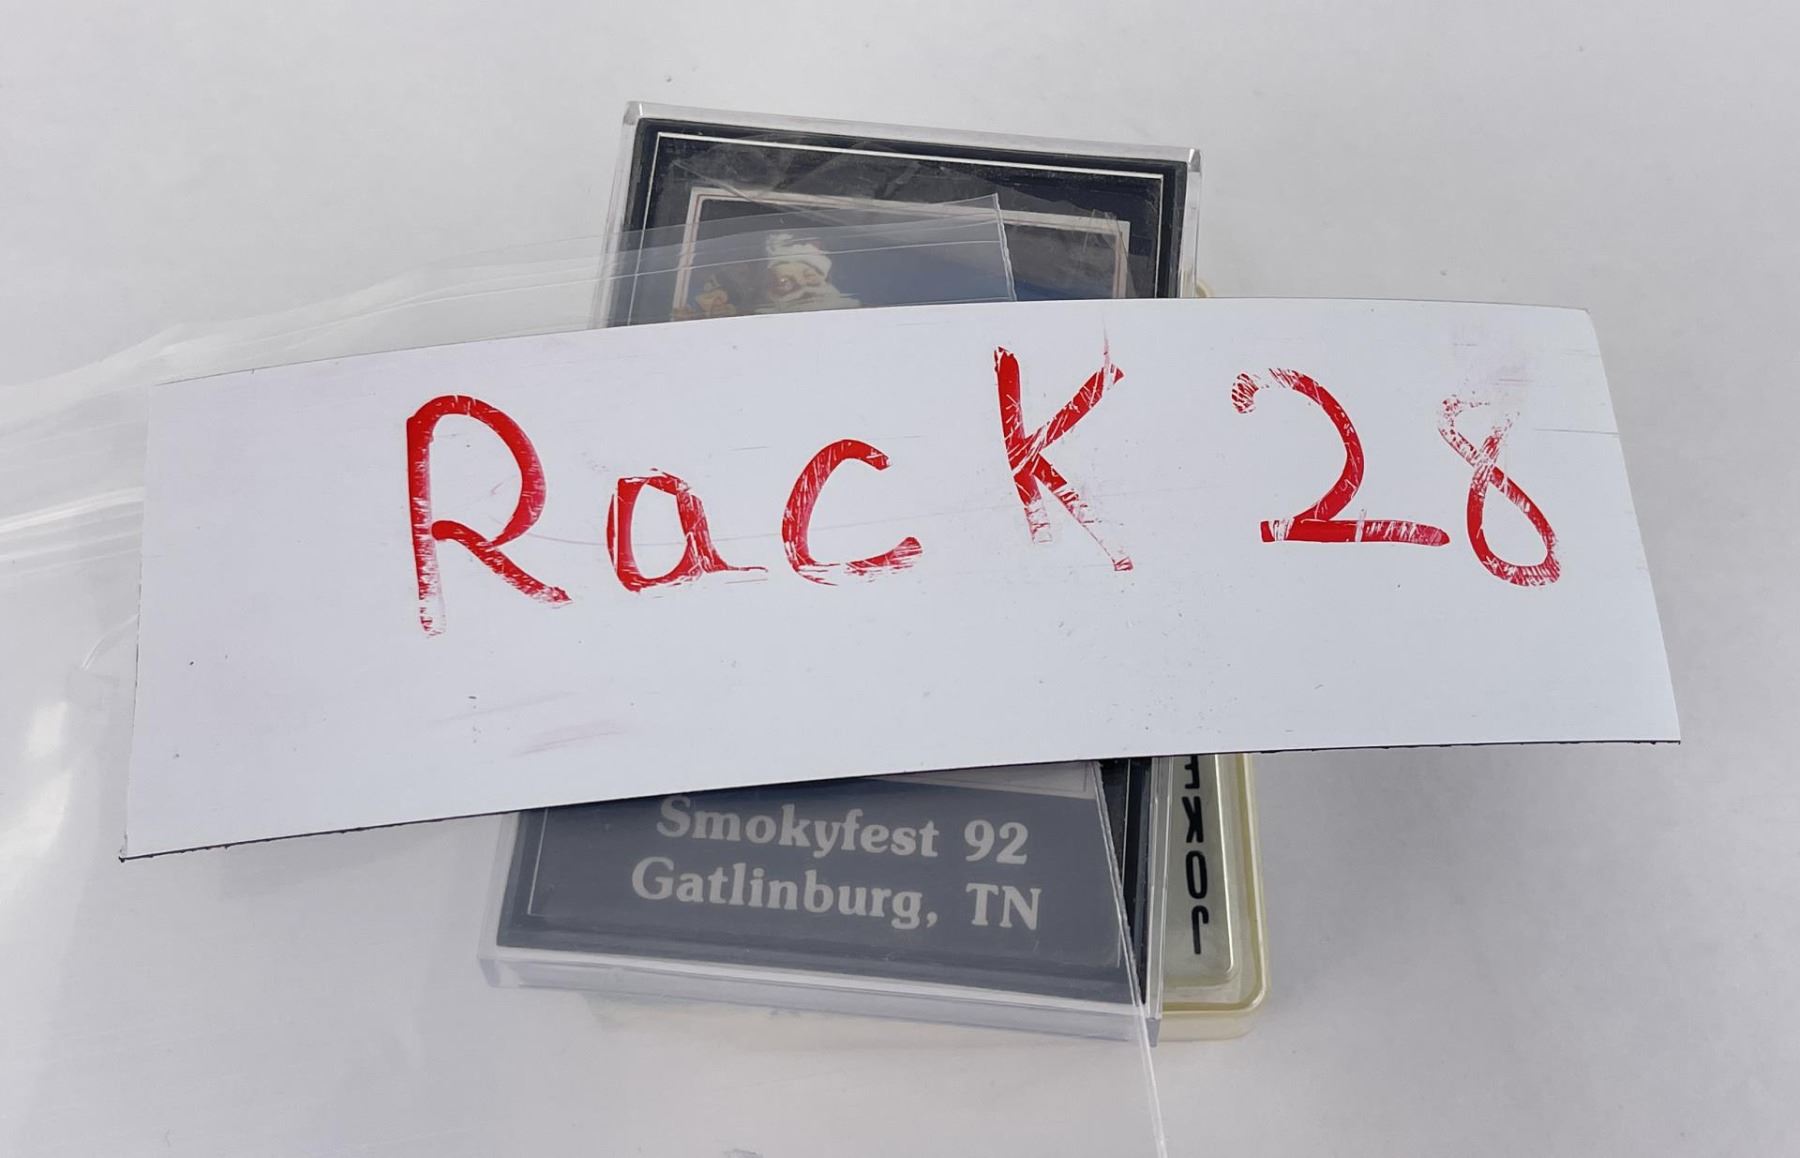 RacK 28
Smokyfest 92
Gatlinburg, TN